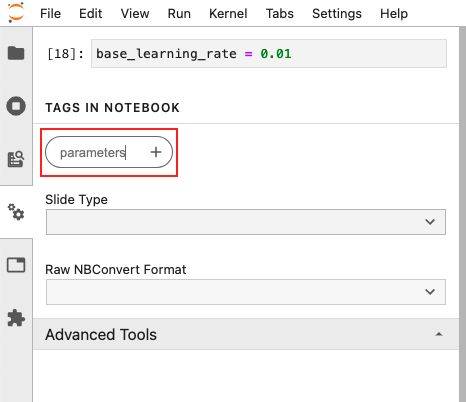 File Edit View Run Kernel Tabs Settings Help
[18]: base_learning_rate = 0.01
TAGS IN NOTEBOOK
parameters +
Slide Type
Raw NBConvert Format
Advanced Tools